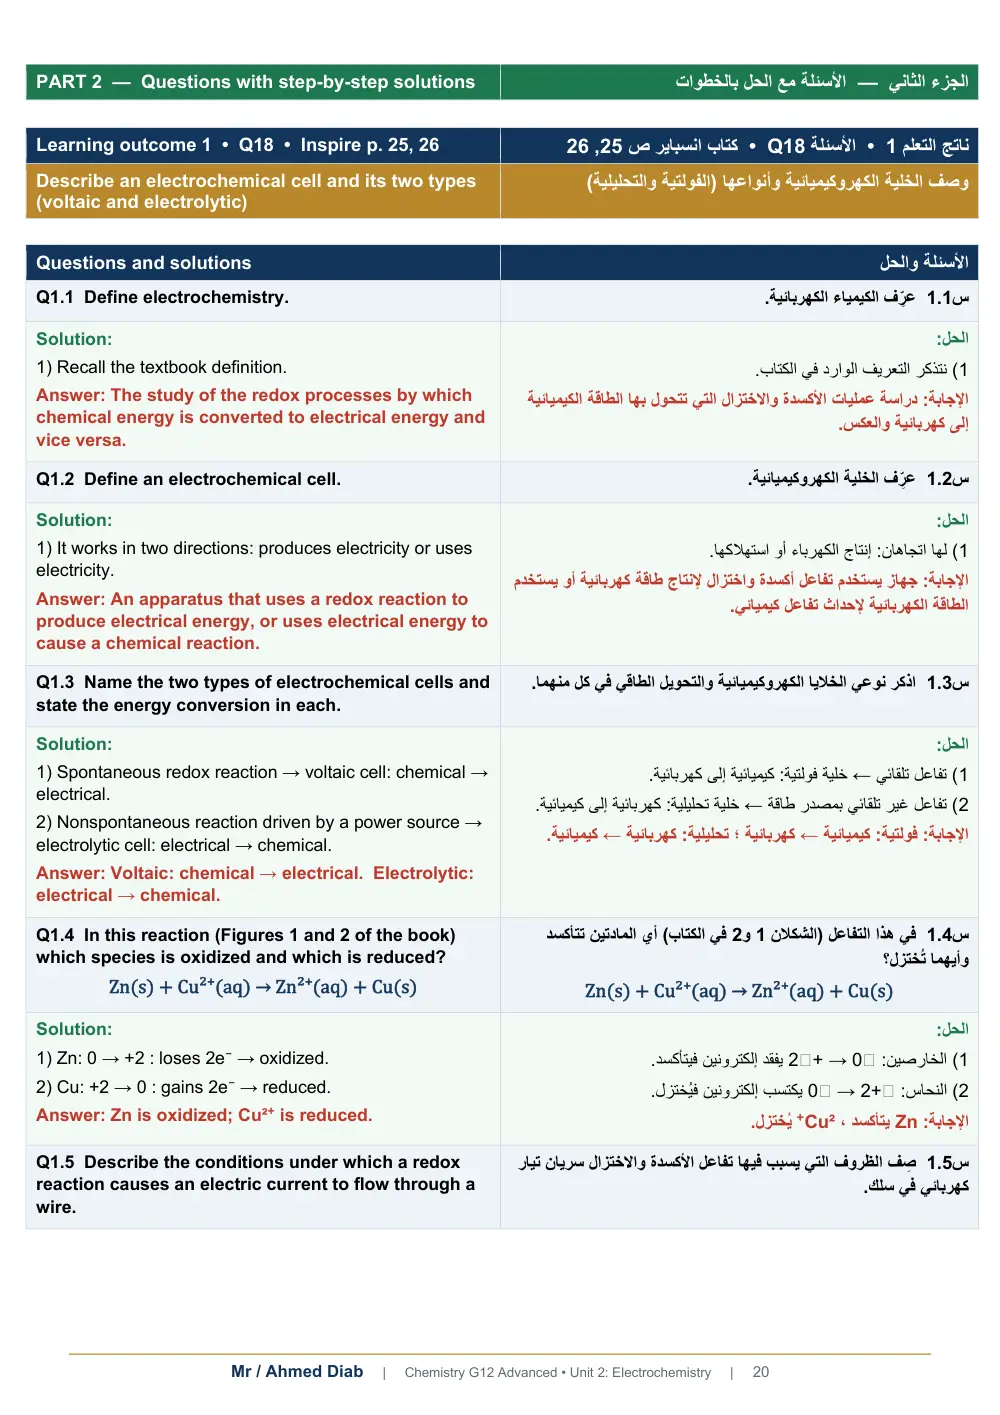 PART 2 — Questions with step-by-step solutions
الجزء الثاني — الأسئلة مع الحل بالخطوات
Learning outcome 1 • Q18 • Inspire p. 25, 26
ناتج التعلم 1 • الأسئلة Q18 • كتاب انسباير ص 25, 26
Describe an electrochemical cell and its two types
(voltaic and electrolytic)
وصف الخلية الكهروكيميائية وأنواعها (الفولتية والتحليلية)
Questions and solutions
الأسئلة والحل
Q1.1 Define electrochemistry.
س1.1 عرّف الكيمياء الكهربائية.
Solution:
1) Recall the textbook definition.
Answer: The study of the redox processes by which
chemical energy is converted to electrical energy and
vice versa.
الحل:
1) نتذكر التعريف الوارد في الكتاب.
الإجابة: دراسة عمليات الأكسدة والاختزال التي تتحول بها الطاقة الكيميائية
إلى كهربائية والعكس.
Q1.2 Define an electrochemical cell.
س1.2 عرّف الخلية الكهروكيميائية.
Solution:
1) It works in two directions: produces electricity or uses
electricity.
Answer: An apparatus that uses a redox reaction to
produce electrical energy, or uses electrical energy to
cause a chemical reaction.
الحل:
1) لها اتجاهان: إنتاج الكهرباء أو استهلاكها.
الإجابة: جهاز يستخدم تفاعل أكسدة واختزال لإنتاج طاقة كهربائية أو يستخدم
الطاقة الكهربائية لإحداث تفاعل كيميائي.
Q1.3 Name the two types of electrochemical cells and
state the energy conversion in each.
س1.3 اذكر نوعي الخلايا الكهروكيميائية والتحويل الطاقي في كل منهما.
Solution:
1) Spontaneous redox reaction → voltaic cell: chemical →
electrical.
2) Nonspontaneous reaction driven by a power source →
electrolytic cell: electrical → chemical.
Answer: Voltaic: chemical → electrical. Electrolytic:
electrical → chemical.
الحل:
1) تفاعل تلقائي ← خلية فولتية: كيميائية إلى كهربائية.
2) تفاعل غير تلقائي بمصدر طاقة ← خلية تحليلية: كهربائية إلى كيميائية.
الإجابة: فولتية: كيميائية ← كهربائية ؛ تحليلية: كهربائية ← كيميائية.
Q1.4 In this reaction (Figures 1 and 2 of the book)
which species is oxidized and which is reduced?
Zn(s) + Cu²⁺(aq) → Zn²⁺(aq) + Cu(s)
س1.4 في هذا التفاعل (الشكلان 1 و2 في الكتاب) أي المادتين تتأكسد
وأيهما تُختزل؟
Zn(s) + Cu²⁺(aq) → Zn²⁺(aq) + Cu(s)
Solution:
1) Zn: 0 → +2 : loses 2e⁻ → oxidized.
2) Cu: +2 → 0 : gains 2e⁻ → reduced.
Answer: Zn is oxidized; Cu²⁺ is reduced.
الحل:
1) الخارصين: □0 → +□2 يفقد إلكترونين فيتأكسد.
2) النحاس: □+2 → □0 يكتسب إلكترونين فيُختزل.
الإجابة: Zn يتأكسد ، Cu²⁺ يُختزل.
Q1.5 Describe the conditions under which a redox
reaction causes an electric current to flow through a
wire.
س1.5 صِف الظروف التي يسبب فيها تفاعل الأكسدة والاختزال سريان تيار
كهربائي في سلك.
Mr / Ahmed Diab | Chemistry G12 Advanced • Unit 2: Electrochemistry | 20